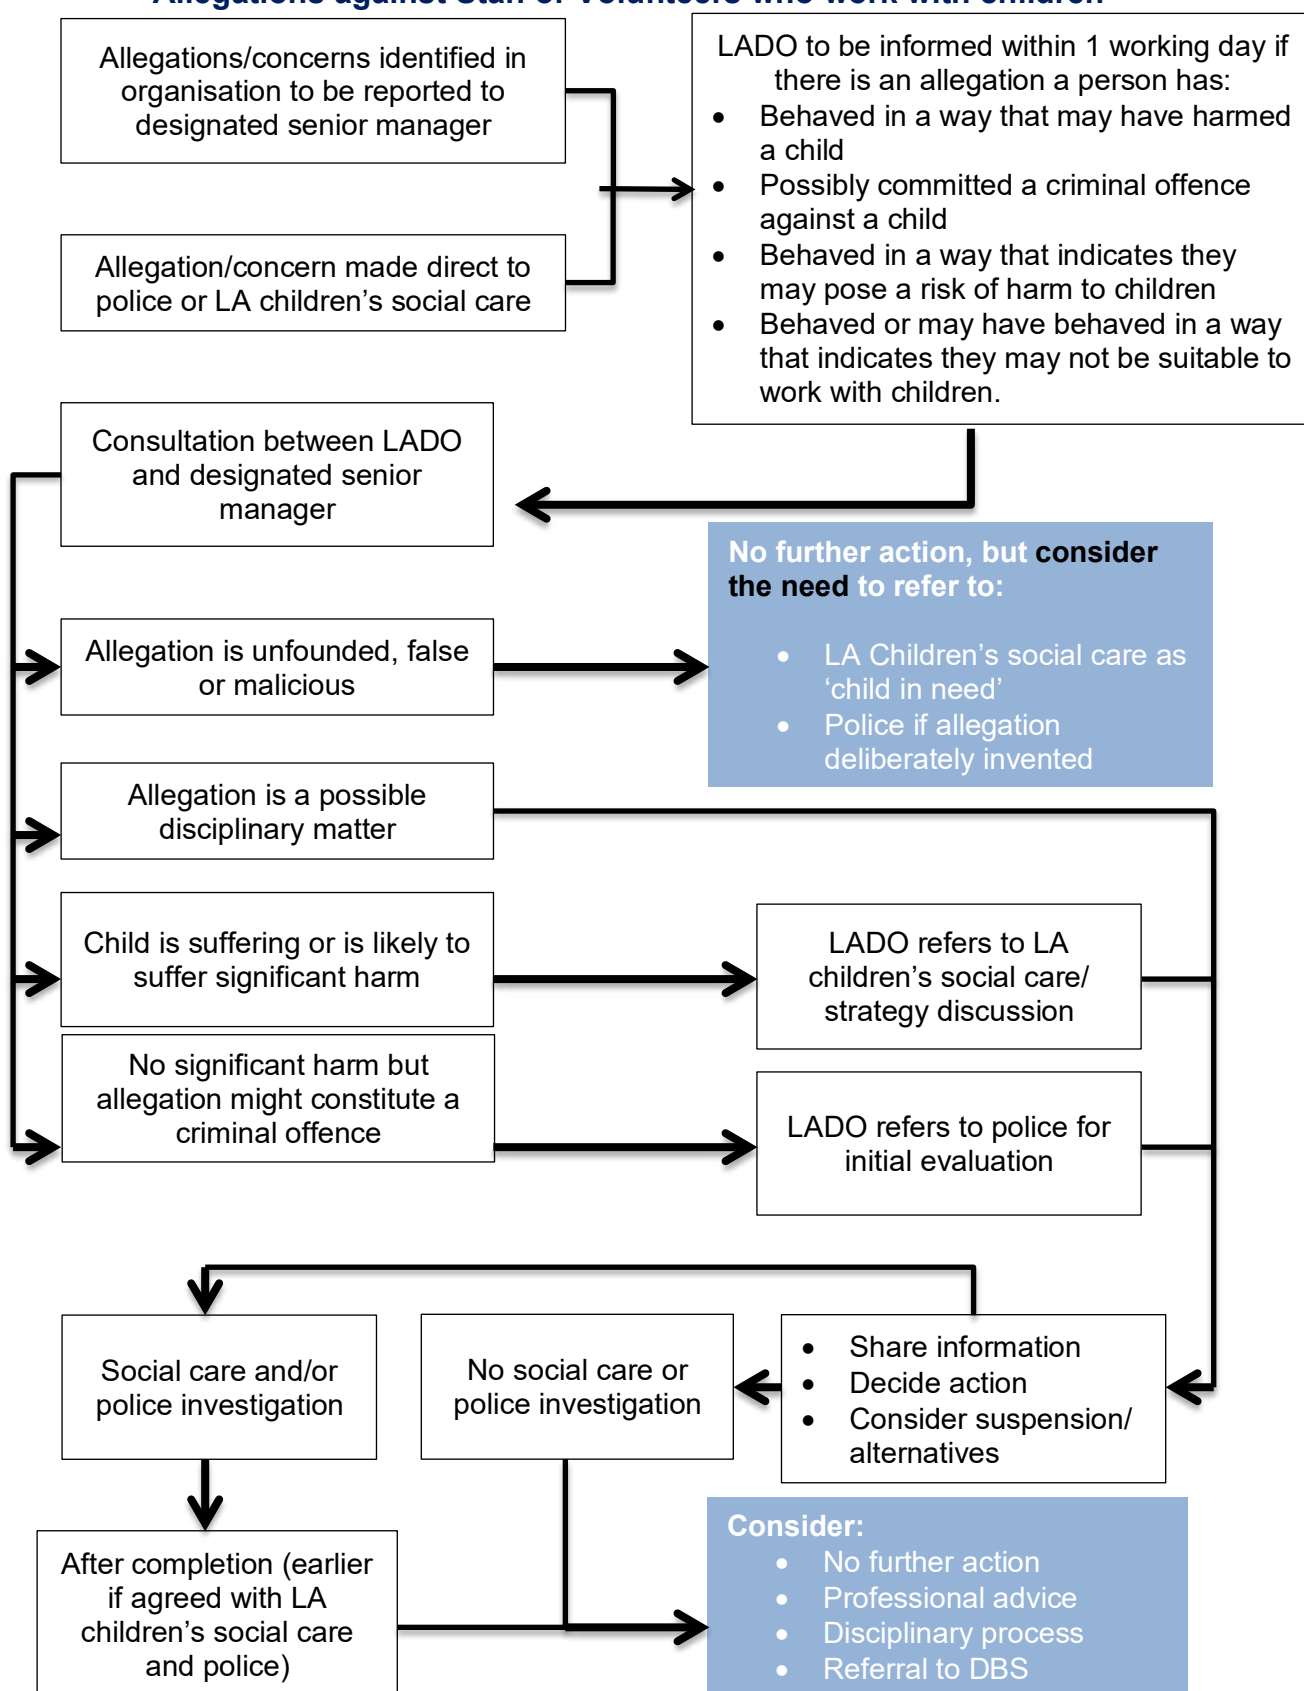 Allegations against Staff or Volunteers who work with children
Allegations/concerns identified in
organisation to be reported to
designated senior manager
LADO to be informed within 1 working day if
there is an allegation a person has:
• Behaved in a way that may have harmed
a child
• Possibly committed a criminal offence
against a child
• Behaved in a way that indicates they
may pose a risk of harm to children
• Behaved or may have behaved in a way
that indicates they may not be suitable to
work with children.
Allegation/concern made direct to
police or LA children’s social care
Consultation between LADO
and designated senior
manager
No further action, but consider
the need to refer to:
• LA Children’s social care as
‘child in need’
• Police if allegation
deliberately invented
Allegation is unfounded, false
or malicious
Allegation is a possible
disciplinary matter
Child is suffering or is likely to
suffer significant harm
LADO refers to LA
children’s social care/
strategy discussion
No significant harm but
allegation might constitute a
criminal offence
LADO refers to police for
initial evaluation
Social care and/or
police investigation
No social care or
police investigation
• Share information
• Decide action
• Consider suspension/
alternatives
After completion (earlier
if agreed with LA
children’s social care
and police)
Consider:
• No further action
• Professional advice
• Disciplinary process
• Referral to DBS